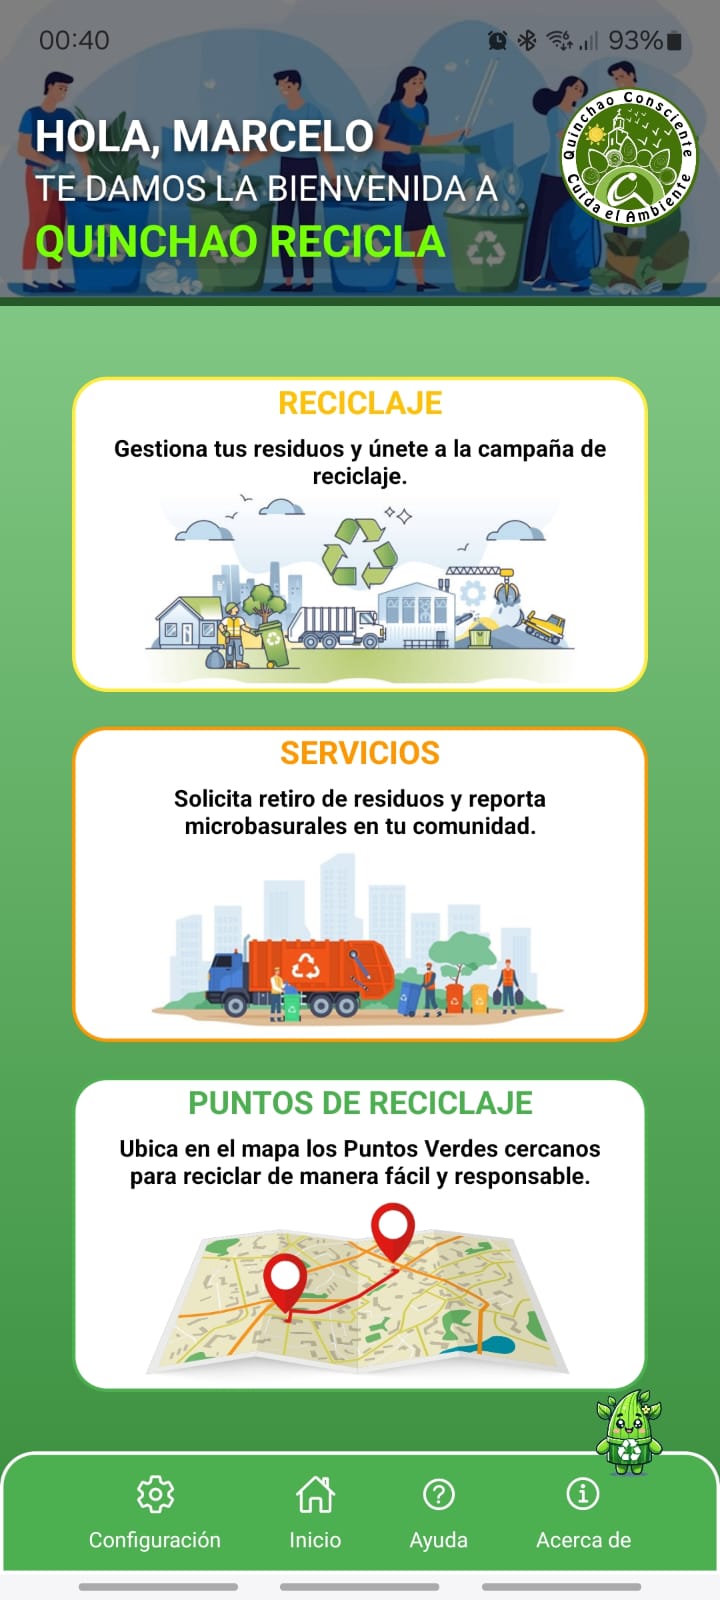 00:40
93%
HOLA, MARCELO
TE DAMOS LA BIENVENIDA A
QUINCHAO RECICLA
Quinchao Consciente
Cuida el Ambiente
RECICLAJE
Gestiona tus residuos y únete a la campaña de
reciclaje.
SERVICIOS
Solicita retiro de residuos y reporta
microbasurales en tu comunidad.
PUNTOS DE RECICLAJE
Ubica en el mapa los Puntos Verdes cercanos
para reciclar de manera fácil y responsable.
Configuración
Inicio
Ayuda
Acerca de